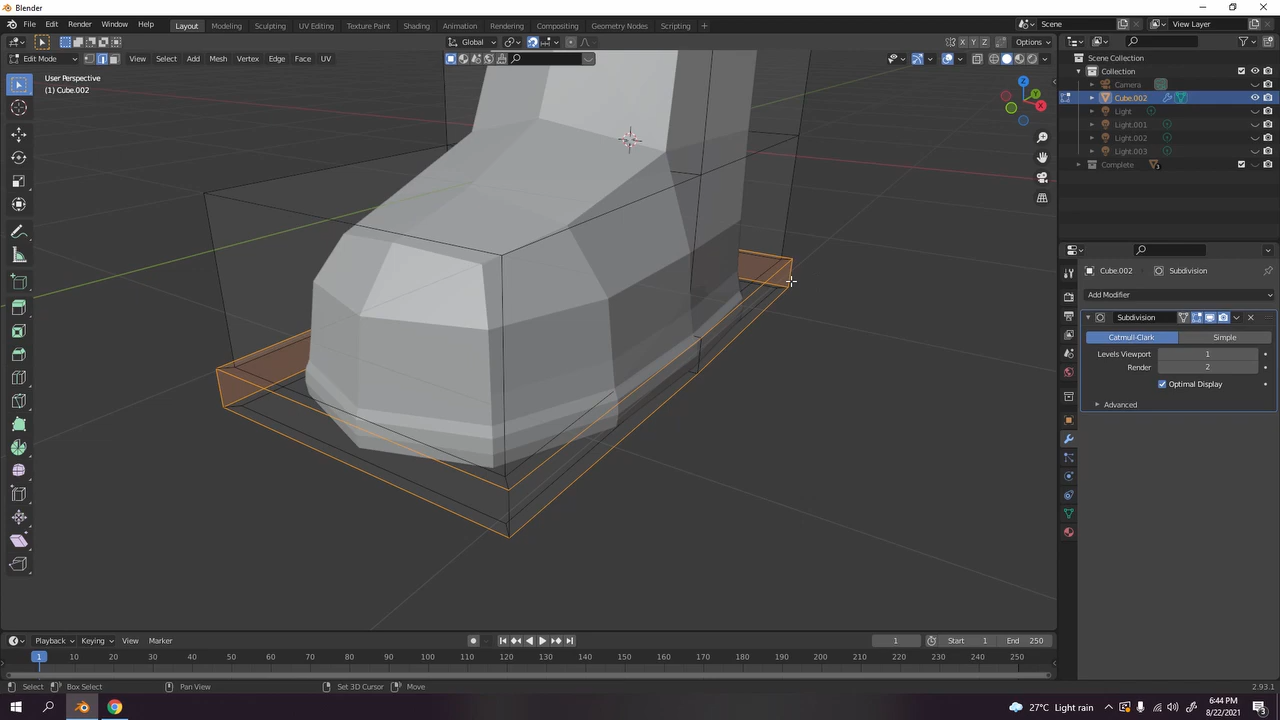 Blender
File Edit Render Window Help Layout Modeling Sculpting UV Editing Texture Paint Shading Animation Rendering Compositing Geometry Nodes Scripting + Scene View Layer
Global Options
Edit Mode View Select Add Mesh Vertex Edge Face UV
User Perspective
(1) Cube.002
Scene Collection
Collection
Camera
Cube.002
Light
Light.001
Light.002
Light.003
Complete
Cube.002 Subdivision
Add Modifier
Subdivision
Catmull-Clark Simple
Levels Viewport 1
Render 2
Optimal Display
Advanced
Playback Keying View Marker 1 Start 1 End 250
1 10 20 30 40 50 60 70 80 90 100 110 120 130 140 150 160 170 180 190 200 210 220 230 240 250
Select Box Select Pan View Set 3D Cursor Move 2.93.1
27°C Light rain 6:44 PM
8/22/2021